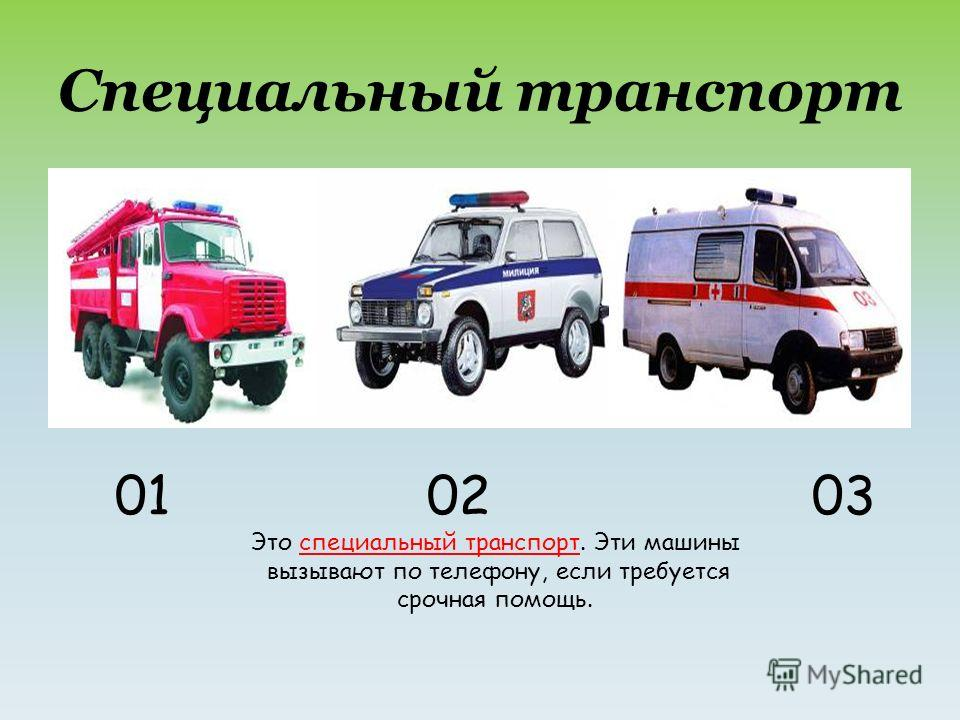 Специальный транспорт
МИЛИЦИЯ
03
01 02 03
Это специальный транспорт. Эти машины
вызывают по телефону, если требуется
срочная помощь.
MyShared